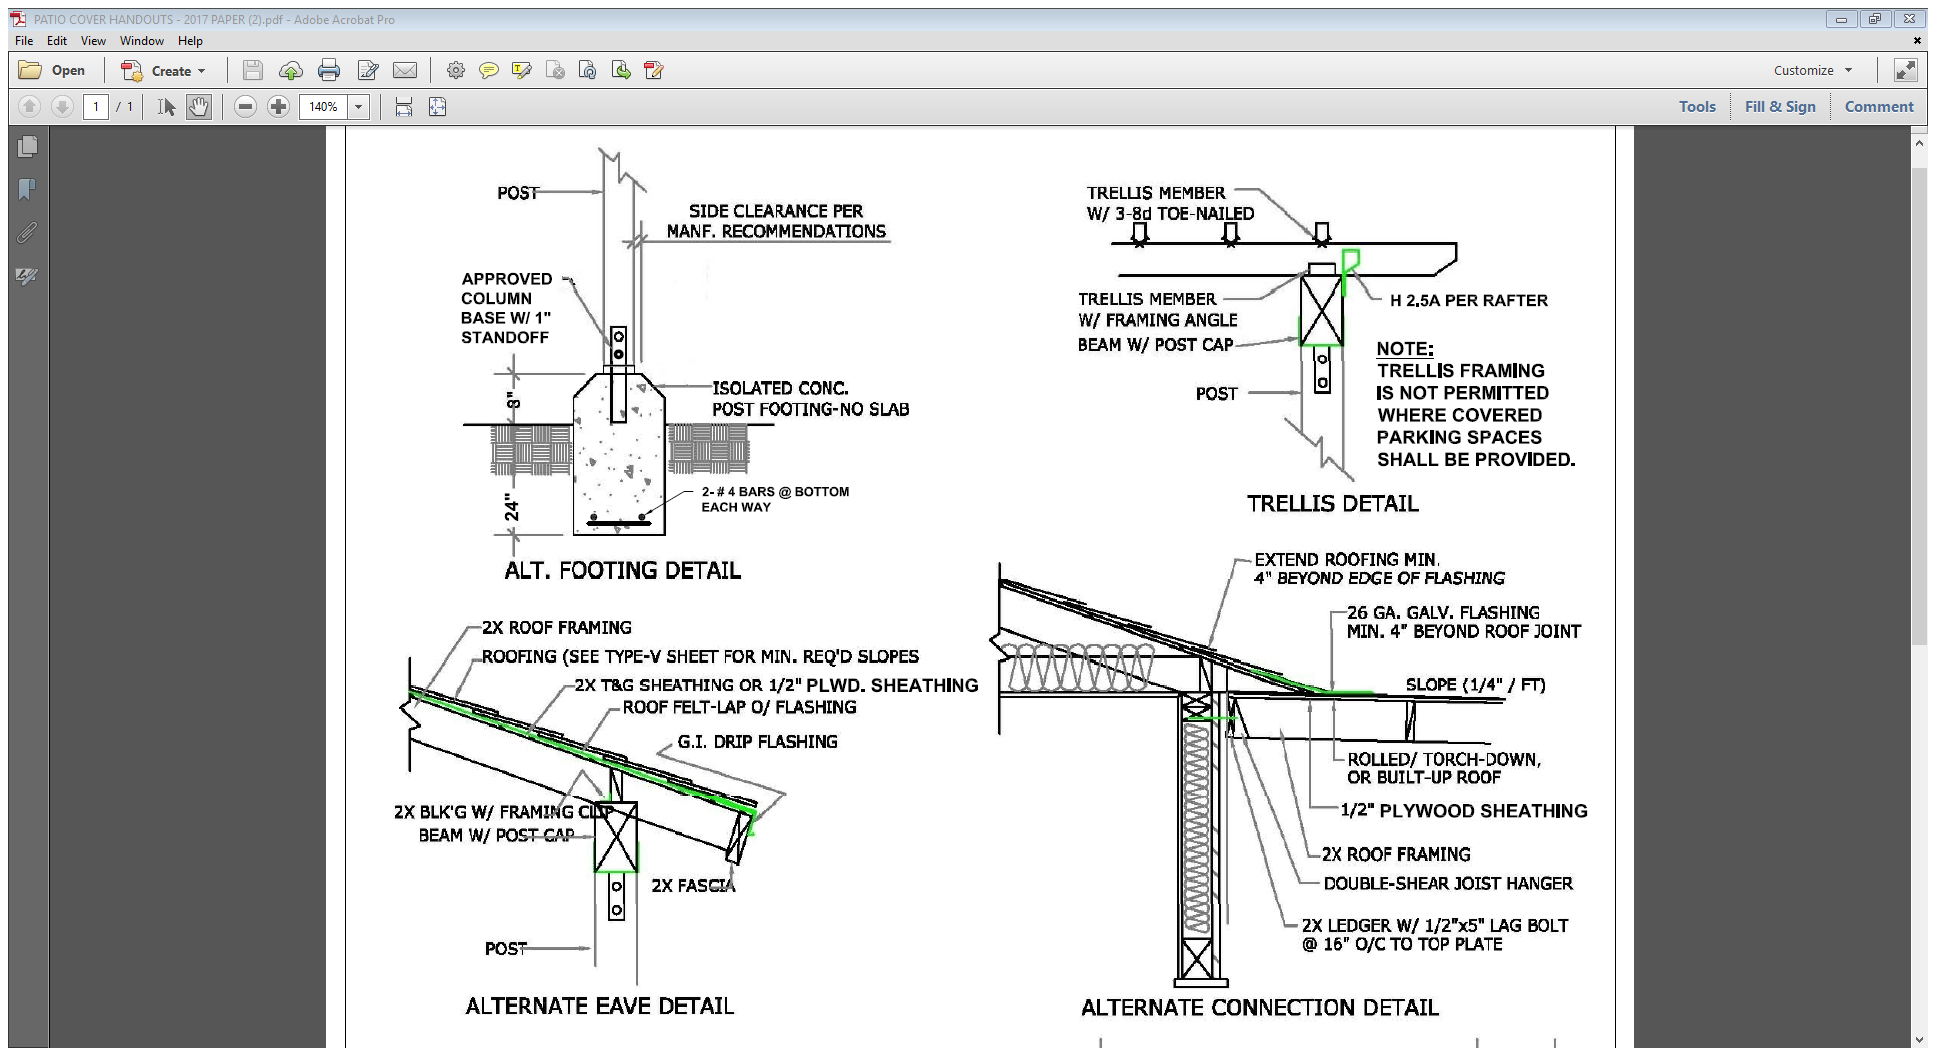 PATIO COVER HANDOUTS - 2017 PAPER (2).pdf - Adobe Acrobat Pro
File Edit View Window Help
Open Create Customize
1 / 1 140% Tools Fill & Sign Comment
POST
SIDE CLEARANCE PER
MANF. RECOMMENDATIONS
APPROVED
COLUMN
BASE W/ 1"
STANDOFF
8"
ISOLATED CONC.
POST FOOTING-NO SLAB
24"
2- # 4 BARS @ BOTTOM
EACH WAY
ALT. FOOTING DETAIL
TRELLIS MEMBER
W/ 3-8d TOE-NAILED
TRELLIS MEMBER
W/ FRAMING ANGLE
BEAM W/ POST CAP
H 2.5A PER RAFTER
POST
NOTE:
TRELLIS FRAMING
IS NOT PERMITTED
WHERE COVERED
PARKING SPACES
SHALL BE PROVIDED.
TRELLIS DETAIL
2X ROOF FRAMING
ROOFING (SEE TYPE-V SHEET FOR MIN. REQ'D SLOPES
2X T&G SHEATHING OR 1/2" PLWD. SHEATHING
ROOF FELT-LAP O/ FLASHING
G.I. DRIP FLASHING
2X BLK'G W/ FRAMING CLIP
BEAM W/ POST CAP
2X FASCIA
POST
ALTERNATE EAVE DETAIL
EXTEND ROOFING MIN.
4" BEYOND EDGE OF FLASHING
26 GA. GALV. FLASHING
MIN. 4" BEYOND ROOF JOINT
SLOPE (1/4" / FT)
ROLLED/ TORCH-DOWN,
OR BUILT-UP ROOF
1/2" PLYWOOD SHEATHING
2X ROOF FRAMING
DOUBLE-SHEAR JOIST HANGER
2X LEDGER W/ 1/2"x5" LAG BOLT
@ 16" O/C TO TOP PLATE
ALTERNATE CONNECTION DETAIL